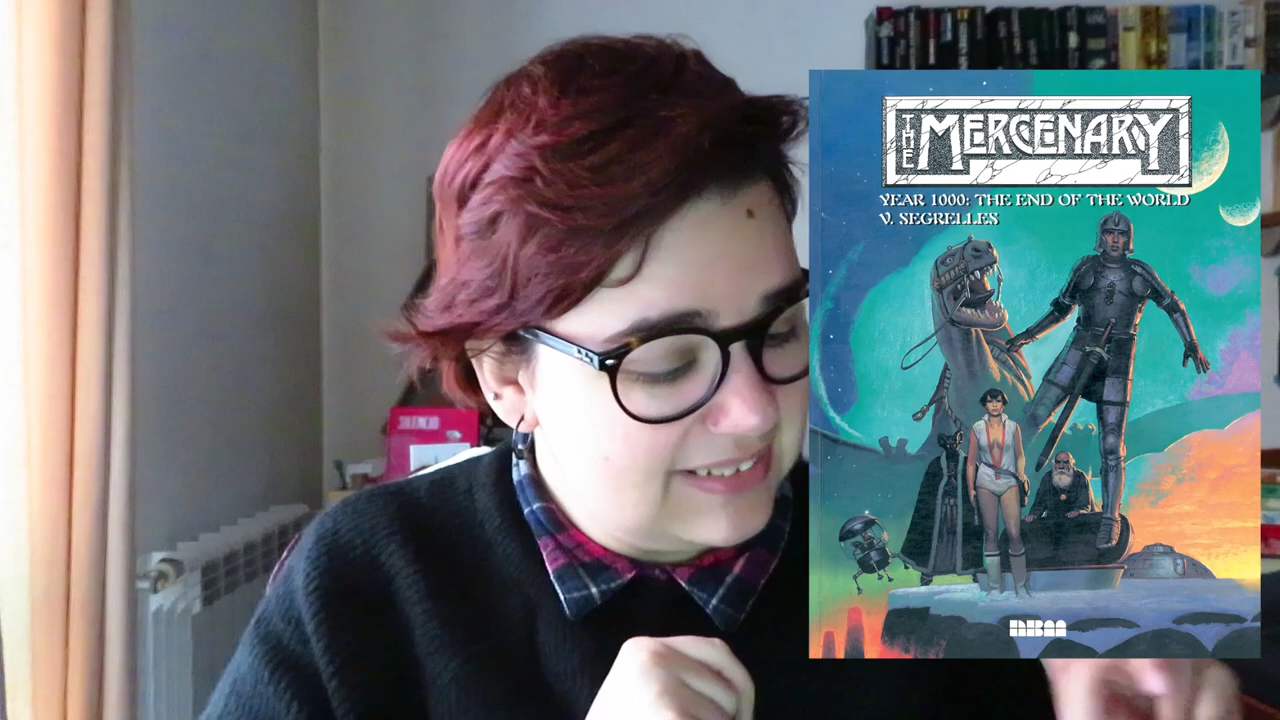 THE MERCENARY
YEAR 1000: THE END OF THE WORLD
V. SEGRELLES
NBM